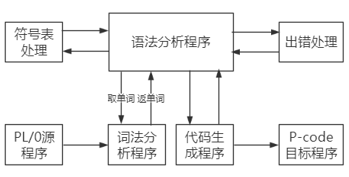 符号表
处理
语法分析程序
出错处理
取单词 返单词
PL/0源
程序
词法分
析程序
代码生
成程序
P-code
目标程序